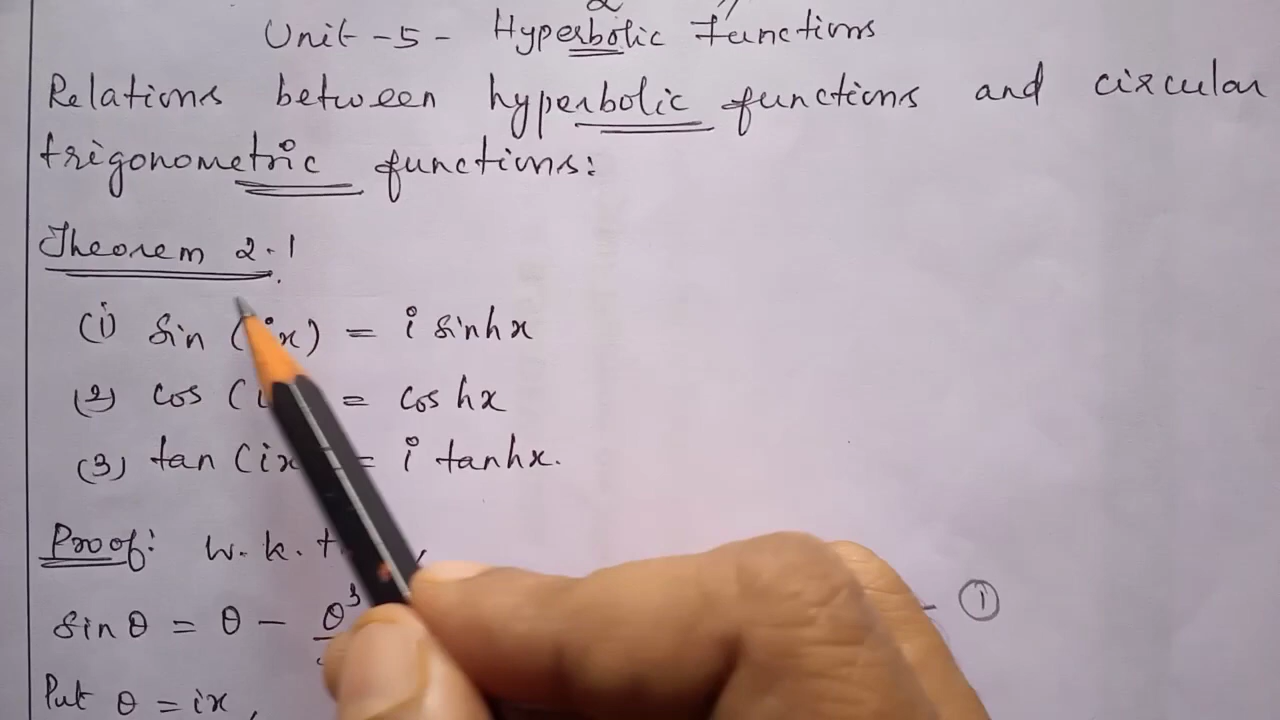 Unit - 5 - Hyperbolic Functions
Relations between hyperbolic functions and circular
trigonometric functions:
Theorem 2.1
(1) sin (ix) = i sinhx
(2) cos (i = coshx
(3) tan (ix = i tanhx.
Proof: w.k.t
sinθ = θ - θ³ - ①
Put θ = ix,